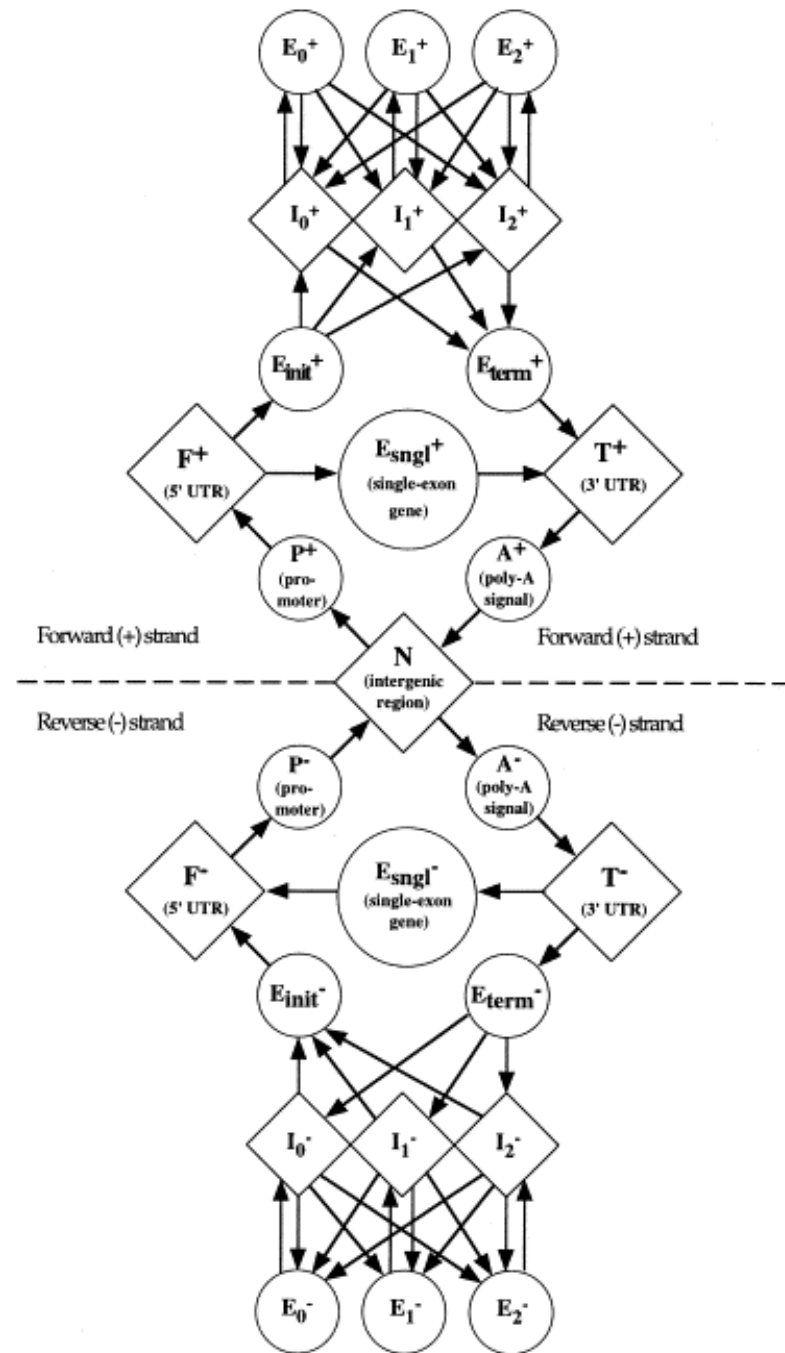 E0+ E1+ E2+
I0+ I1+ I2+
Einit+ Eterm+
F+
(5' UTR)
Esngl+
(single-exon
gene)
T+
(3' UTR)
P+
(pro-
moter)
A+
(poly-A
signal)
Forward (+) strand
Forward (+) strand
N
(intergenic
region)
Reverse (-) strand
Reverse (-) strand
P-
(pro-
moter)
A-
(poly-A
signal)
F-
(5' UTR)
Esngl-
(single-exon
gene)
T-
(3' UTR)
Einit- Eterm-
I0- I1- I2-
E0- E1- E2-